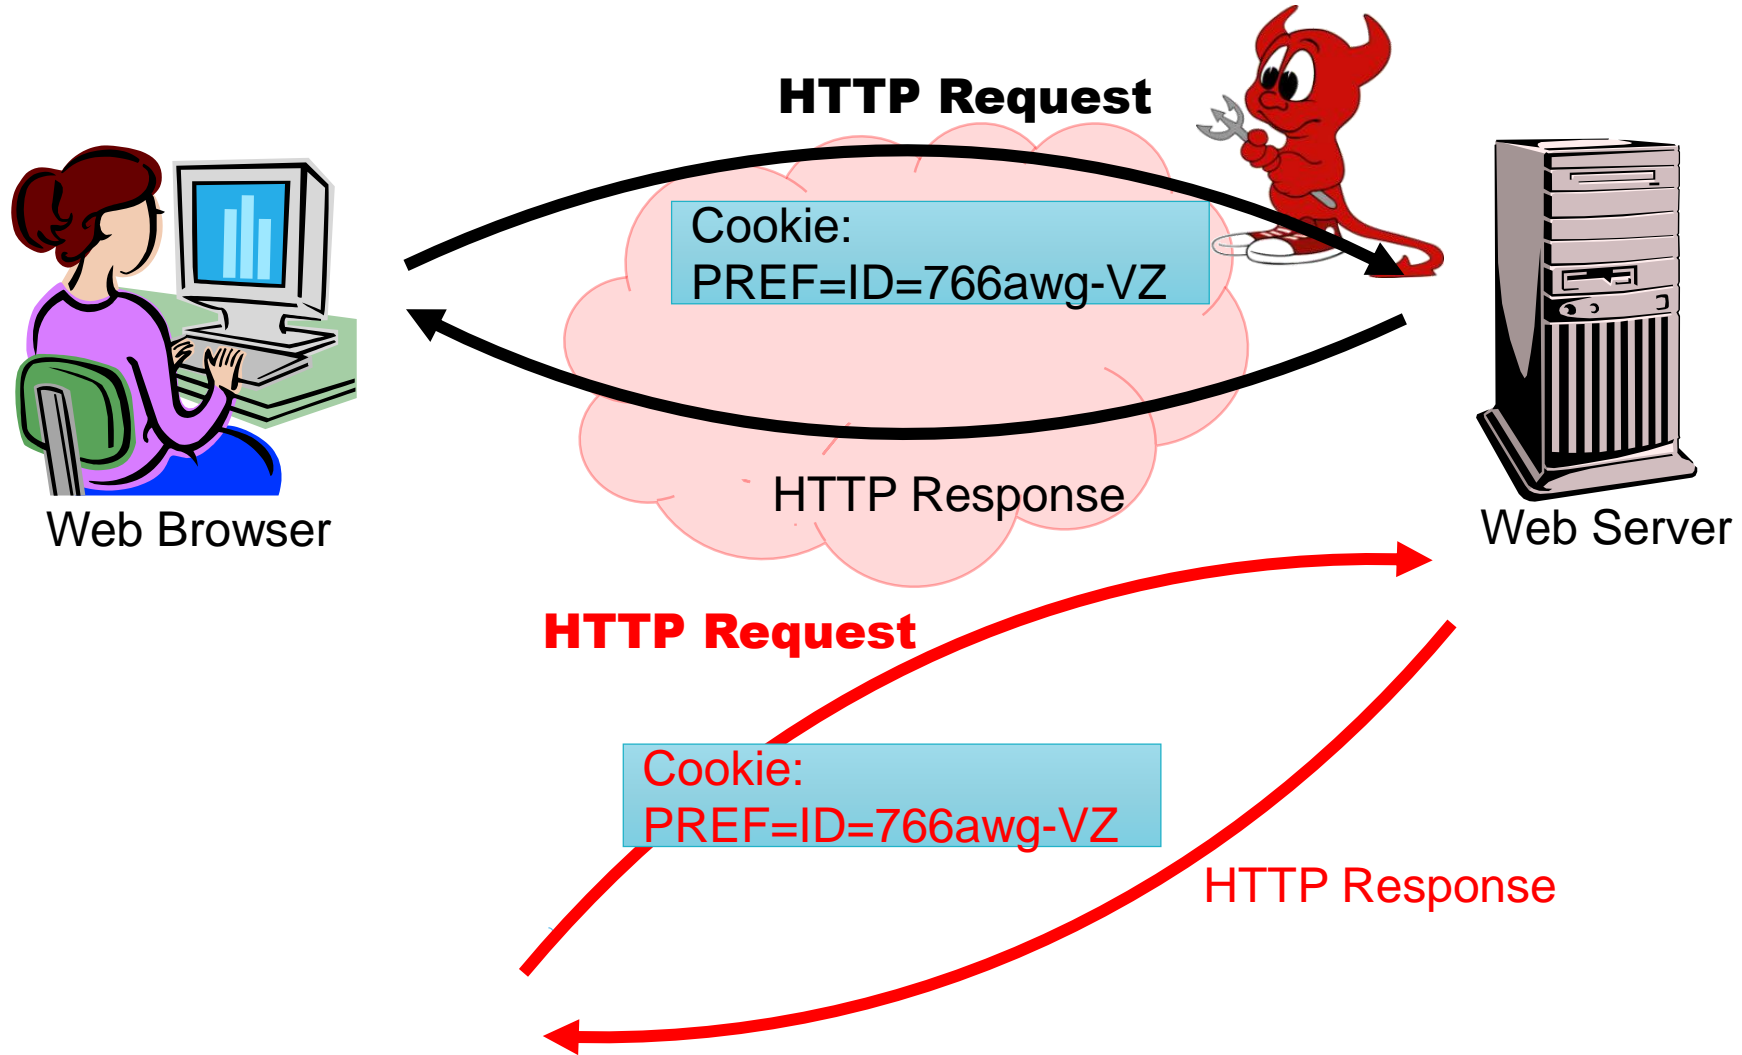 HTTP Request
Cookie:
PREF=ID=766awg-VZ
HTTP Response
Web Browser
Web Server
HTTP Request
Cookie:
PREF=ID=766awg-VZ
HTTP Response